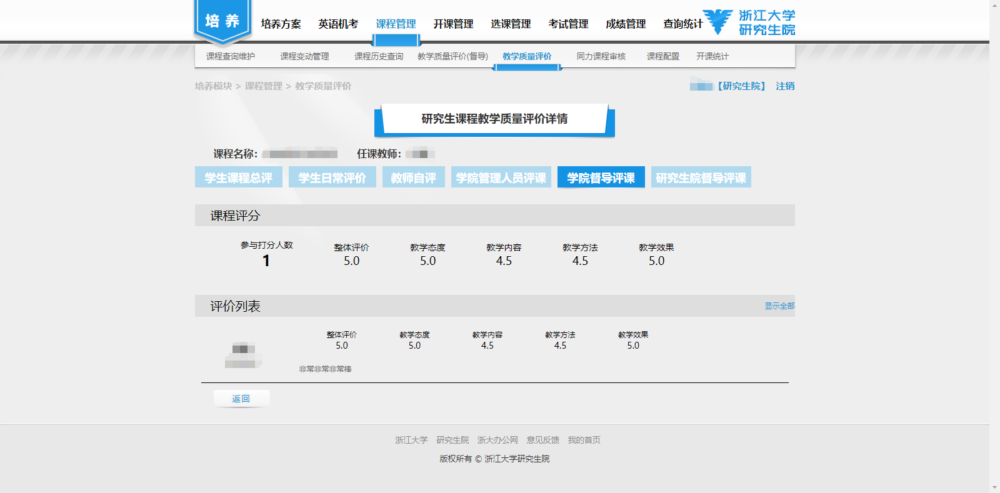 培养
培养方案 英语机考 课程管理 开课管理 选课管理 考试管理 成绩管理 查询统计
浙江大学
研究生院
课程查询维护 课程变动管理 课程历史查询 教学质量评价(督导) 教学质量评价 同力课程审核 课程配置 开课统计
培养模块 > 课程管理 > 教学质量评价
【研究生院】 注销
研究生课程教学质量评价详情
课程名称: 任课教师:
学生课程总评 学生日常评价 教师自评 学院管理人员评课 学院督导评课 研究生院督导评课
课程评分
参与打分人数 整体评价 教学态度 教学内容 教学方法 教学效果
1 5.0 5.0 4.5 4.5 5.0
评价列表 显示全部
整体评价 教学态度 教学内容 教学方法 教学效果
5.0 5.0 4.5 4.5 5.0
非常非常非常棒
返回
浙江大学 研究生院 浙大办公网 意见反馈 我的首页
版权所有 © 浙江大学研究生院